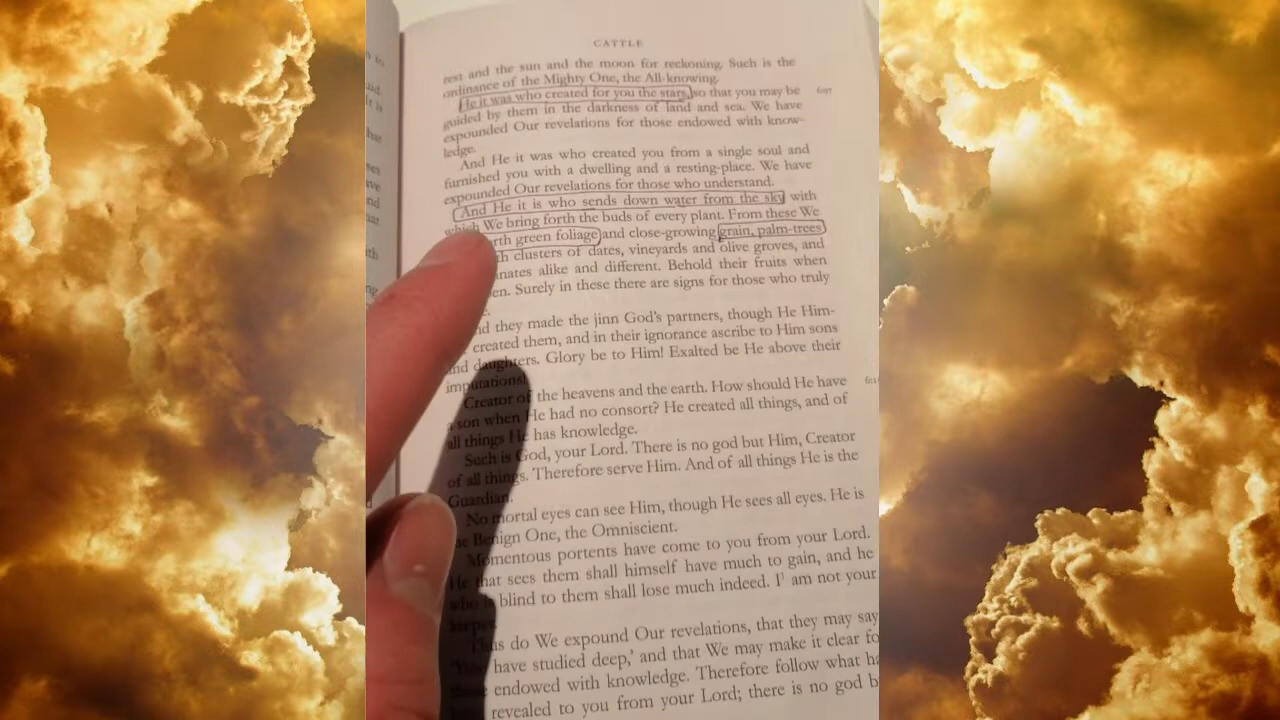 CATTLE
rest and the sun and the moon for reckoning. Such is the
ordinance of the Mighty One, the All-knowing.
He it was who created for you the stars, so that you may be 6:97
guided by them in the darkness of land and sea. We have
expounded Our revelations for those endowed with know-
ledge.
And He it was who created you from a single soul and
furnished you with a dwelling and a resting-place. We have
expounded Our revelations for those who understand.
And He it is who sends down water from the sky with
which We bring forth the buds of every plant. From these We
rth green foliage and close-growing grain, palm-trees
th clusters of dates, vineyards and olive groves, and
nates alike and different. Behold their fruits when
en. Surely in these there are signs for those who truly
e.
nd they made the jinn God's partners, though He Him-
created them, and in their ignorance ascribe to Him sons
and daughters. Glory be to Him! Exalted be He above their
imputations!
Creator of the heavens and the earth. How should He have
a son when He had no consort? He created all things, and of
all things He has knowledge.
Such is God, your Lord. There is no god but Him, Creator
of all things. Therefore serve Him. And of all things He is the
Guardian.
No mortal eyes can see Him, though He sees all eyes. He is
the Benign One, the Omniscient.
Momentous portents have come to you from your Lord.
He that sees them shall himself have much to gain, and he
who is blind to them shall lose much indeed. I¹ am not your
keeper.
Thus do We expound Our revelations, that they may say
have studied deep,' and that We may make it clear fo
endowed with knowledge. Therefore follow what ha
revealed to you from your Lord; there is no god b